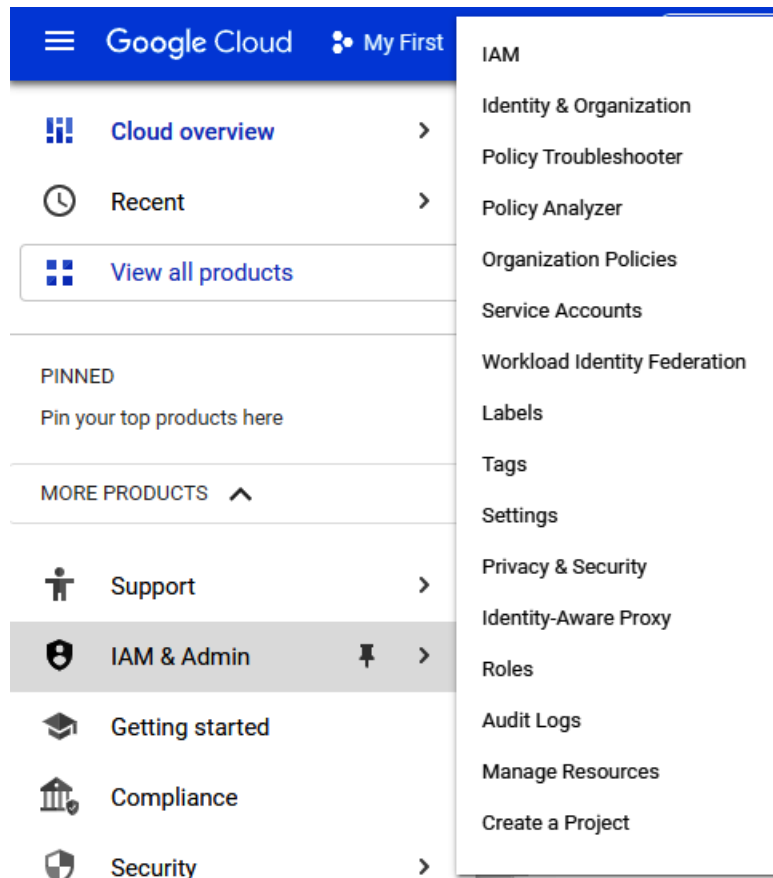 Google Cloud
My First
Cloud overview
Recent
View all products
PINNED
Pin your top products here
MORE PRODUCTS
Support
IAM & Admin
Getting started
Compliance
Security
IAM
Identity & Organization
Policy Troubleshooter
Policy Analyzer
Organization Policies
Service Accounts
Workload Identity Federation
Labels
Tags
Settings
Privacy & Security
Identity-Aware Proxy
Roles
Audit Logs
Manage Resources
Create a Project